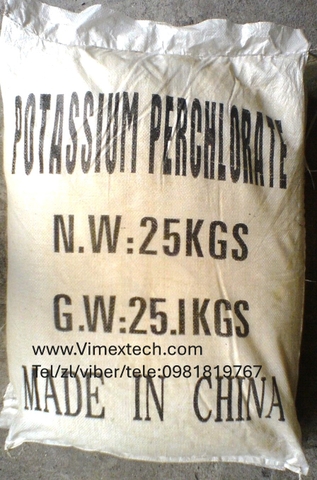 POTASSIUM PERCHLORATE
N.W:25KGS
G.W:25.1KGS
www.Vimextech.com
Tel/zl/viber/tele:0981819767
MADE IN CHINA